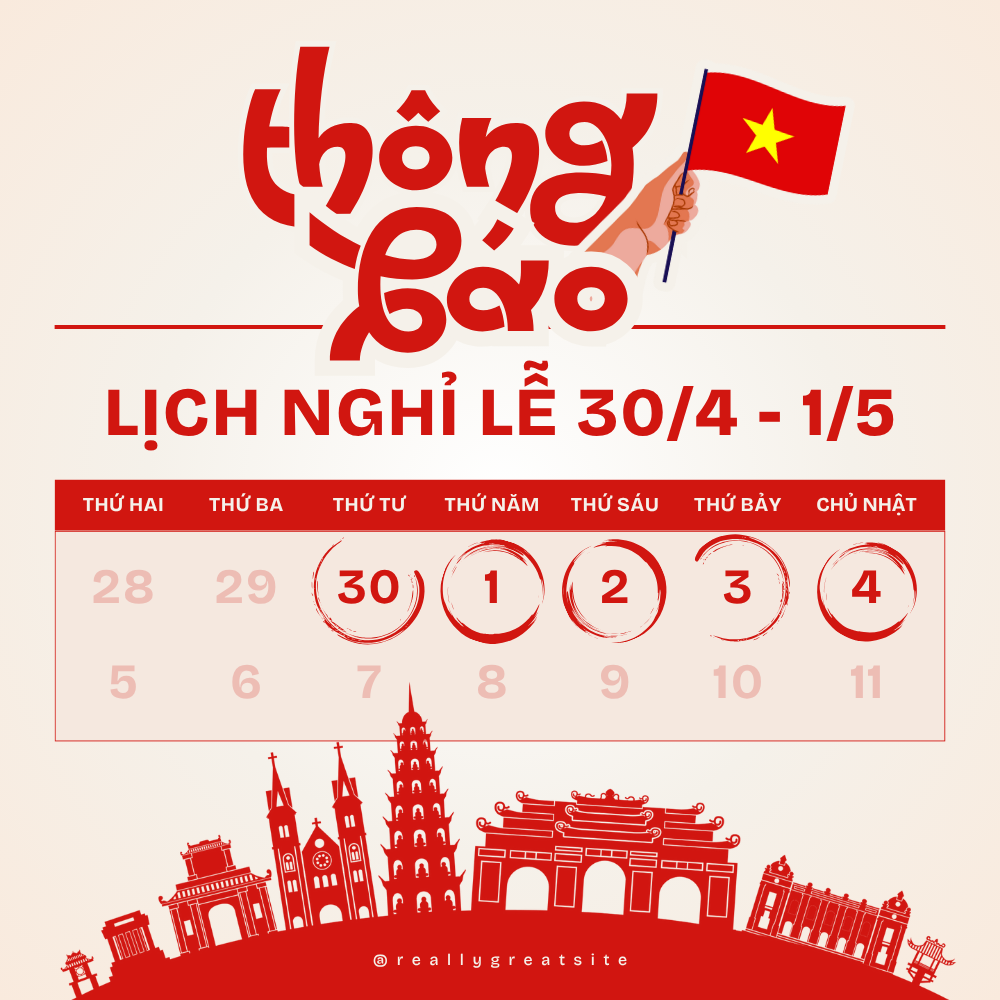 thông
báo
LỊCH NGHỈ LỄ 30/4 - 1/5
THỨ HAI THỨ BA THỨ TƯ THỨ NĂM THỨ SÁU THỨ BẢY CHỦ NHẬT
28 29 30 1 2 3 4
5 6 7 8 9 10 11
@reallygreatsite